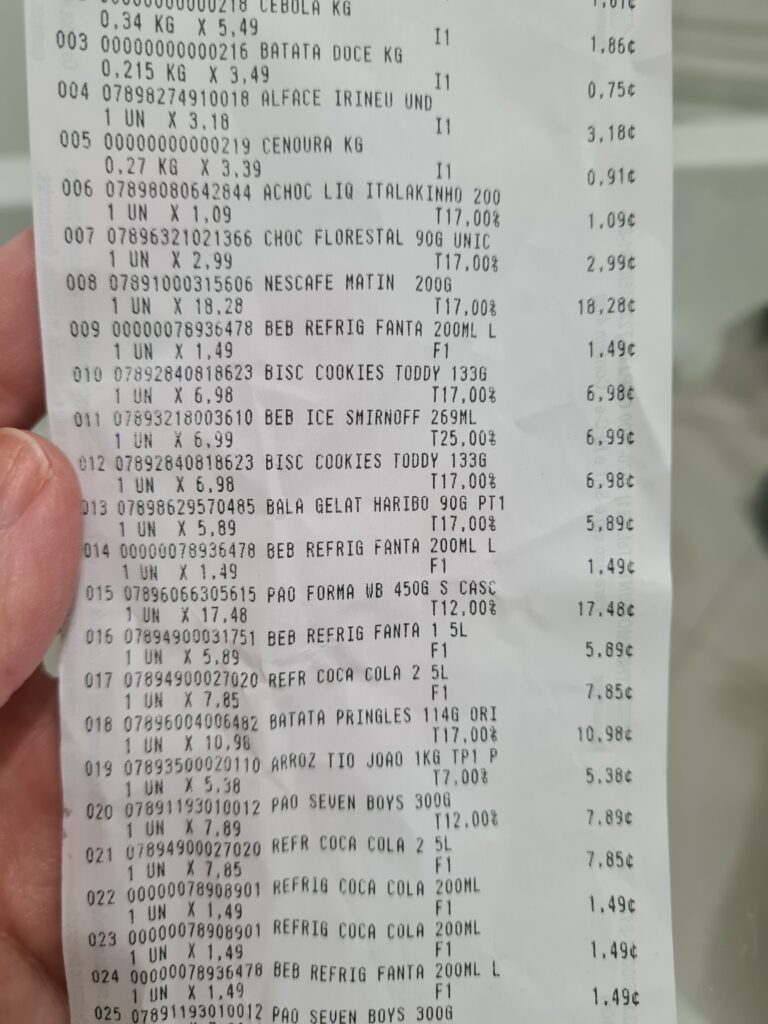 00000000000218 CEBOLA KG
0,34 KG X 5,49 I1 1,86¢
003 00000000000216 BATATA DOCE KG
0,215 KG X 3,49 I1 0,75¢
004 07898274910018 ALFACE IRINEU UND
1 UN X 3,18 I1 3,18¢
005 00000000000219 CENOURA KG
0,27 KG X 3,39 I1 0,91¢
006 07898080642844 ACHOC LIQ ITALAKINHO 200
1 UN X 1,09 T17,00% 1,09¢
007 07896321021366 CHOC FLORESTAL 90G UNIC
1 UN X 2,99 T17,00% 2,99¢
008 07891000315606 NESCAFE MATIN 200G
1 UN X 18,28 T17,00% 18,28¢
009 00000078936478 BEB REFRIG FANTA 200ML L
1 UN X 1,49 F1 1,49¢
010 07892840818623 BISC COOKIES TODDY 133G
1 UN X 6,98 T17,00% 6,98¢
011 07893218003610 BEB ICE SMIRNOFF 269ML
1 UN X 6,99 T25,00% 6,99¢
012 07892840818623 BISC COOKIES TODDY 133G
1 UN X 6,98 T17,00% 6,98¢
013 07898629570485 BALA GELAT HARIBO 90G PT1
1 UN X 5,89 T17,00% 5,89¢
014 00000078936478 BEB REFRIG FANTA 200ML L
1 UN X 1,49 F1 1,49¢
015 07896066305615 PAO FORMA WB 450G S CASC
1 UN X 17,48 T12,00% 17,48¢
016 07894900031751 BEB REFRIG FANTA 1 5L
1 UN X 5,89 F1 5,89¢
017 07894900027020 REFR COCA COLA 2 5L
1 UN X 7,85 F1 7,85¢
018 07896004006482 BATATA PRINGLES 114G ORI
1 UN X 10,98 T17,00% 10,98¢
019 07893500020110 ARROZ TIO JOAO 1KG TP1 P
1 UN X 5,38 T7,00% 5,38¢
020 07891193010012 PAO SEVEN BOYS 300G
1 UN X 7,89 T12,00% 7,89¢
021 07894900027020 REFR COCA COLA 2 5L
1 UN X 7,85 F1 7,85¢
022 00000078908901 REFRIG COCA COLA 200ML
1 UN X 1,49 F1 1,49¢
023 00000078908901 REFRIG COCA COLA 200ML
1 UN X 1,49 F1 1,49¢
024 00000078936478 BEB REFRIG FANTA 200ML L
1 UN X 1,49 F1 1,49¢
025 07891193010012 PAO SEVEN BOYS 300G